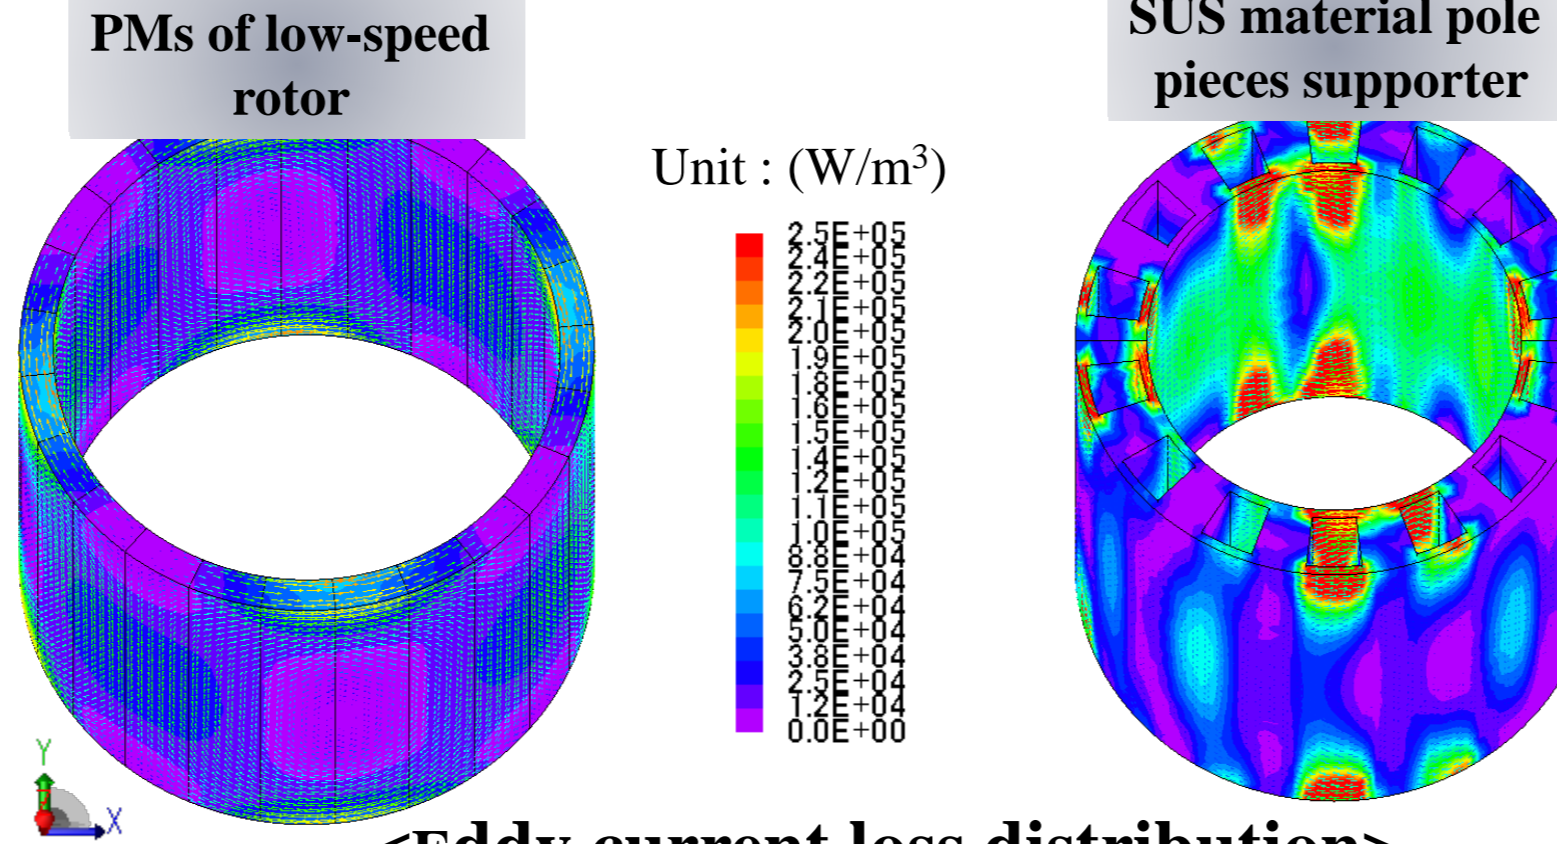 PMs of low-speed
rotor
SUS material pole
pieces supporter
Unit : (W/m³)
2.5E+05
2.4E+05
2.2E+05
2.1E+05
2.0E+05
1.9E+05
1.8E+05
1.6E+05
1.5E+05
1.4E+05
1.2E+05
1.1E+05
1.0E+05
8.8E+04
7.5E+04
6.2E+04
5.0E+04
3.8E+04
2.5E+04
1.2E+04
0.0E+00
Y
X
<Eddy current loss distribution>